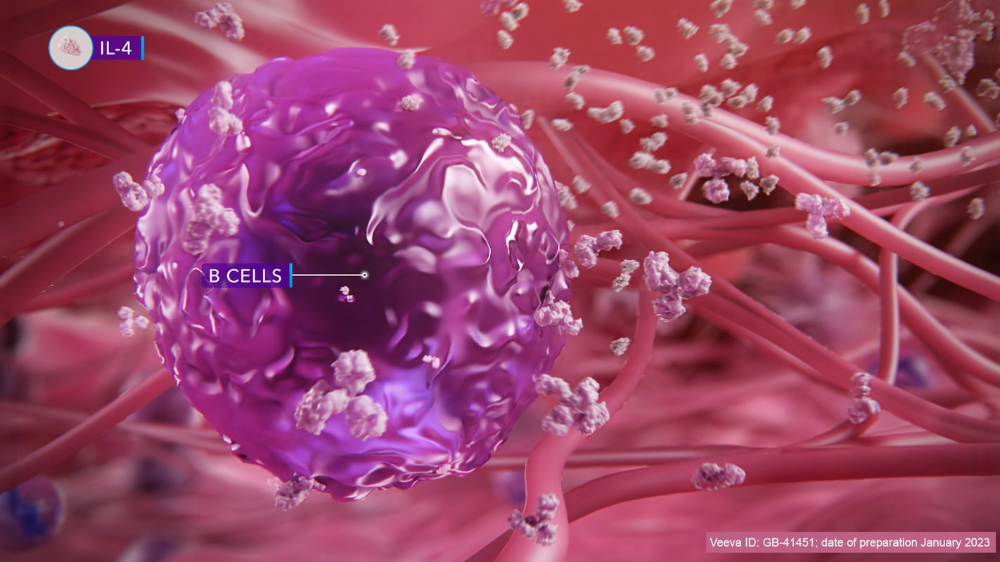 IL-4
B CELLS
Veeva ID: GB-41451; date of preparation January 2023